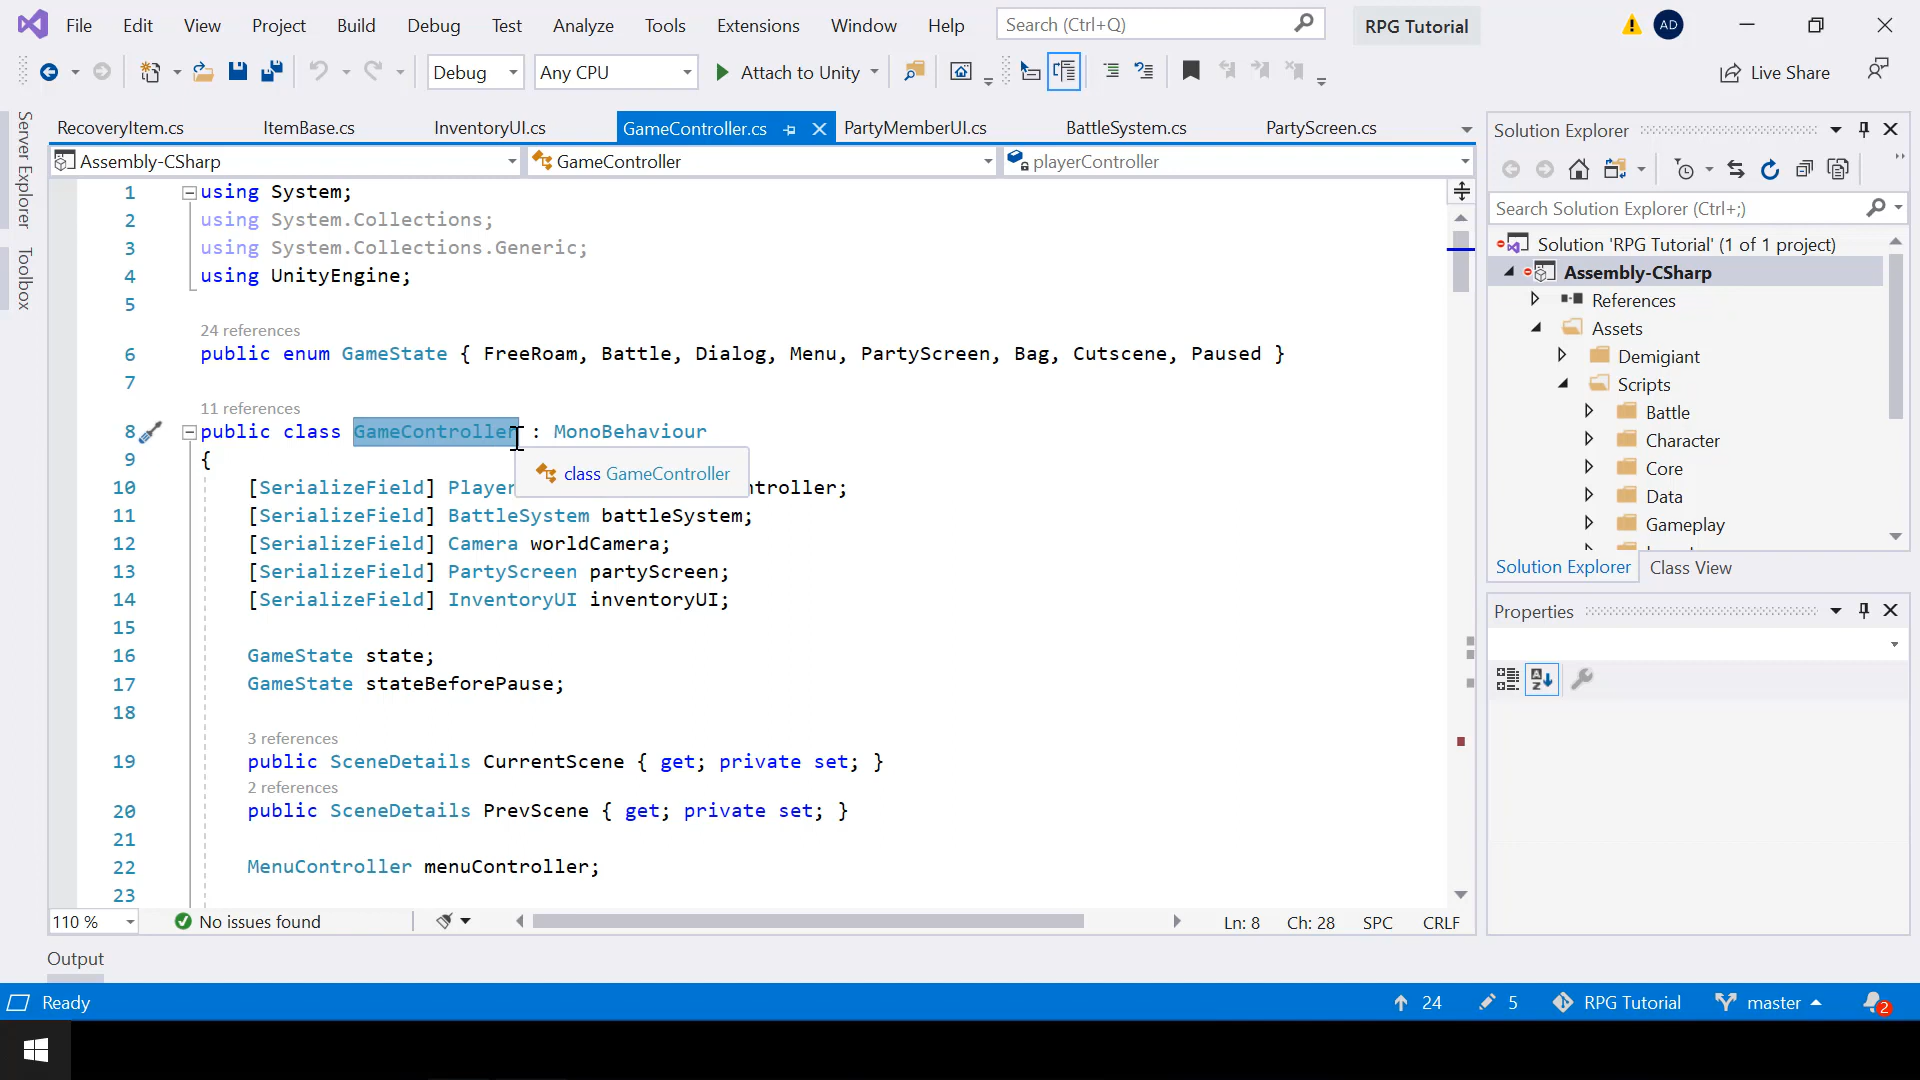 File Edit View Project Build Debug Test Analyze Tools Extensions Window Help Search (Ctrl+Q) RPG Tutorial AD
Debug Any CPU Attach to Unity Live Share
Server Explorer
Toolbox
RecoveryItem.cs ItemBase.cs InventoryUI.cs GameController.cs PartyMemberUI.cs BattleSystem.cs PartyScreen.cs
Assembly-CSharp GameController playerController
1 using System;
2 using System.Collections;
3 using System.Collections.Generic;
4 using UnityEngine;
5
24 references
6 public enum GameState { FreeRoam, Battle, Dialog, Menu, PartyScreen, Bag, Cutscene, Paused }
7
11 references
8 public class GameController : MonoBehaviour
9 {
class GameController
10 [SerializeField] Player ntroller;
11 [SerializeField] BattleSystem battleSystem;
12 [SerializeField] Camera worldCamera;
13 [SerializeField] PartyScreen partyScreen;
14 [SerializeField] InventoryUI inventoryUI;
15
16 GameState state;
17 GameState stateBeforePause;
18
3 references
19 public SceneDetails CurrentScene { get; private set; }
2 references
20 public SceneDetails PrevScene { get; private set; }
21
22 MenuController menuController;
23
110 % No issues found Ln: 8 Ch: 28 SPC CRLF
Solution Explorer
Search Solution Explorer (Ctrl+;)
Solution 'RPG Tutorial' (1 of 1 project)
Assembly-CSharp
References
Assets
Demigiant
Scripts
Battle
Character
Core
Data
Gameplay
Solution Explorer Class View
Properties
Output
Ready 24 5 RPG Tutorial master 2